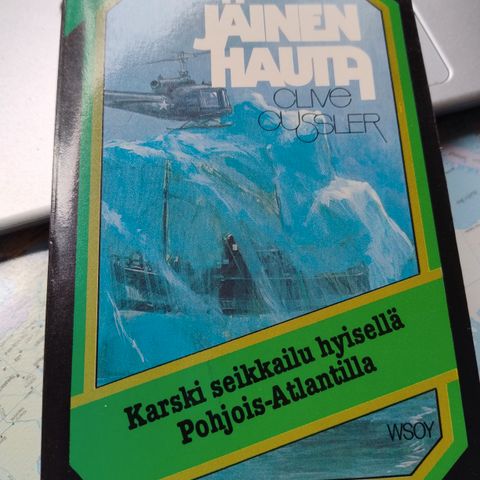 JÄINEN
HAUTA
CLIVE
CUSSLER
Karski seikkailu hyisellä
Pohjois-Atlantilla
WSOY